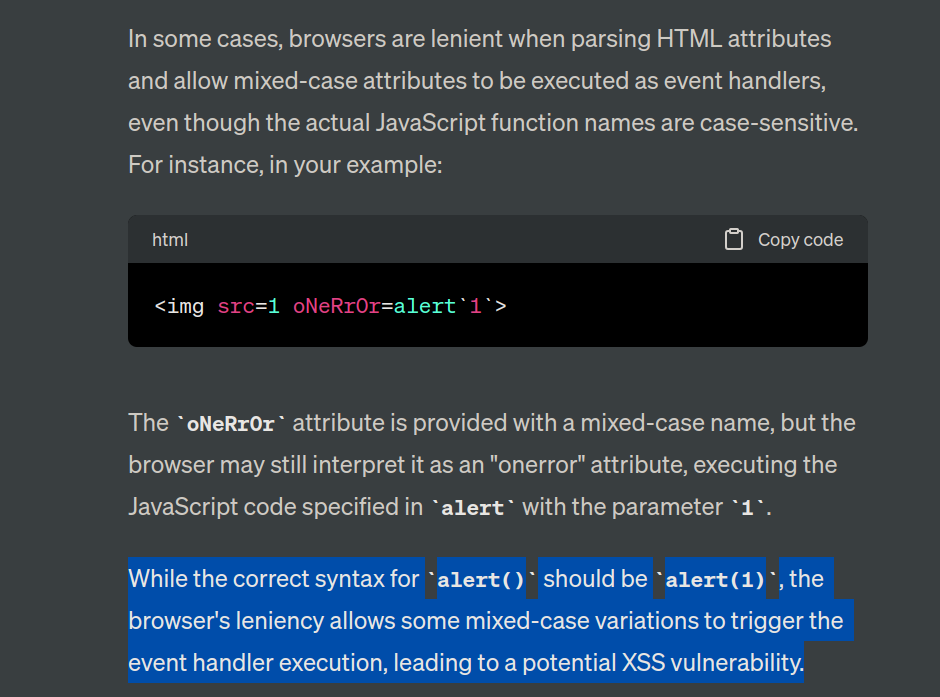 In some cases, browsers are lenient when parsing HTML attributes
and allow mixed-case attributes to be executed as event handlers,
even though the actual JavaScript function names are case-sensitive.
For instance, in your example:
html Copy code
<img src=1 oNeRrOr=alert`1`>
The `oNeRrOr` attribute is provided with a mixed-case name, but the
browser may still interpret it as an "onerror" attribute, executing the
JavaScript code specified in `alert` with the parameter `1`.
While the correct syntax for `alert()` should be `alert(1)`, the
browser's leniency allows some mixed-case variations to trigger the
event handler execution, leading to a potential XSS vulnerability.